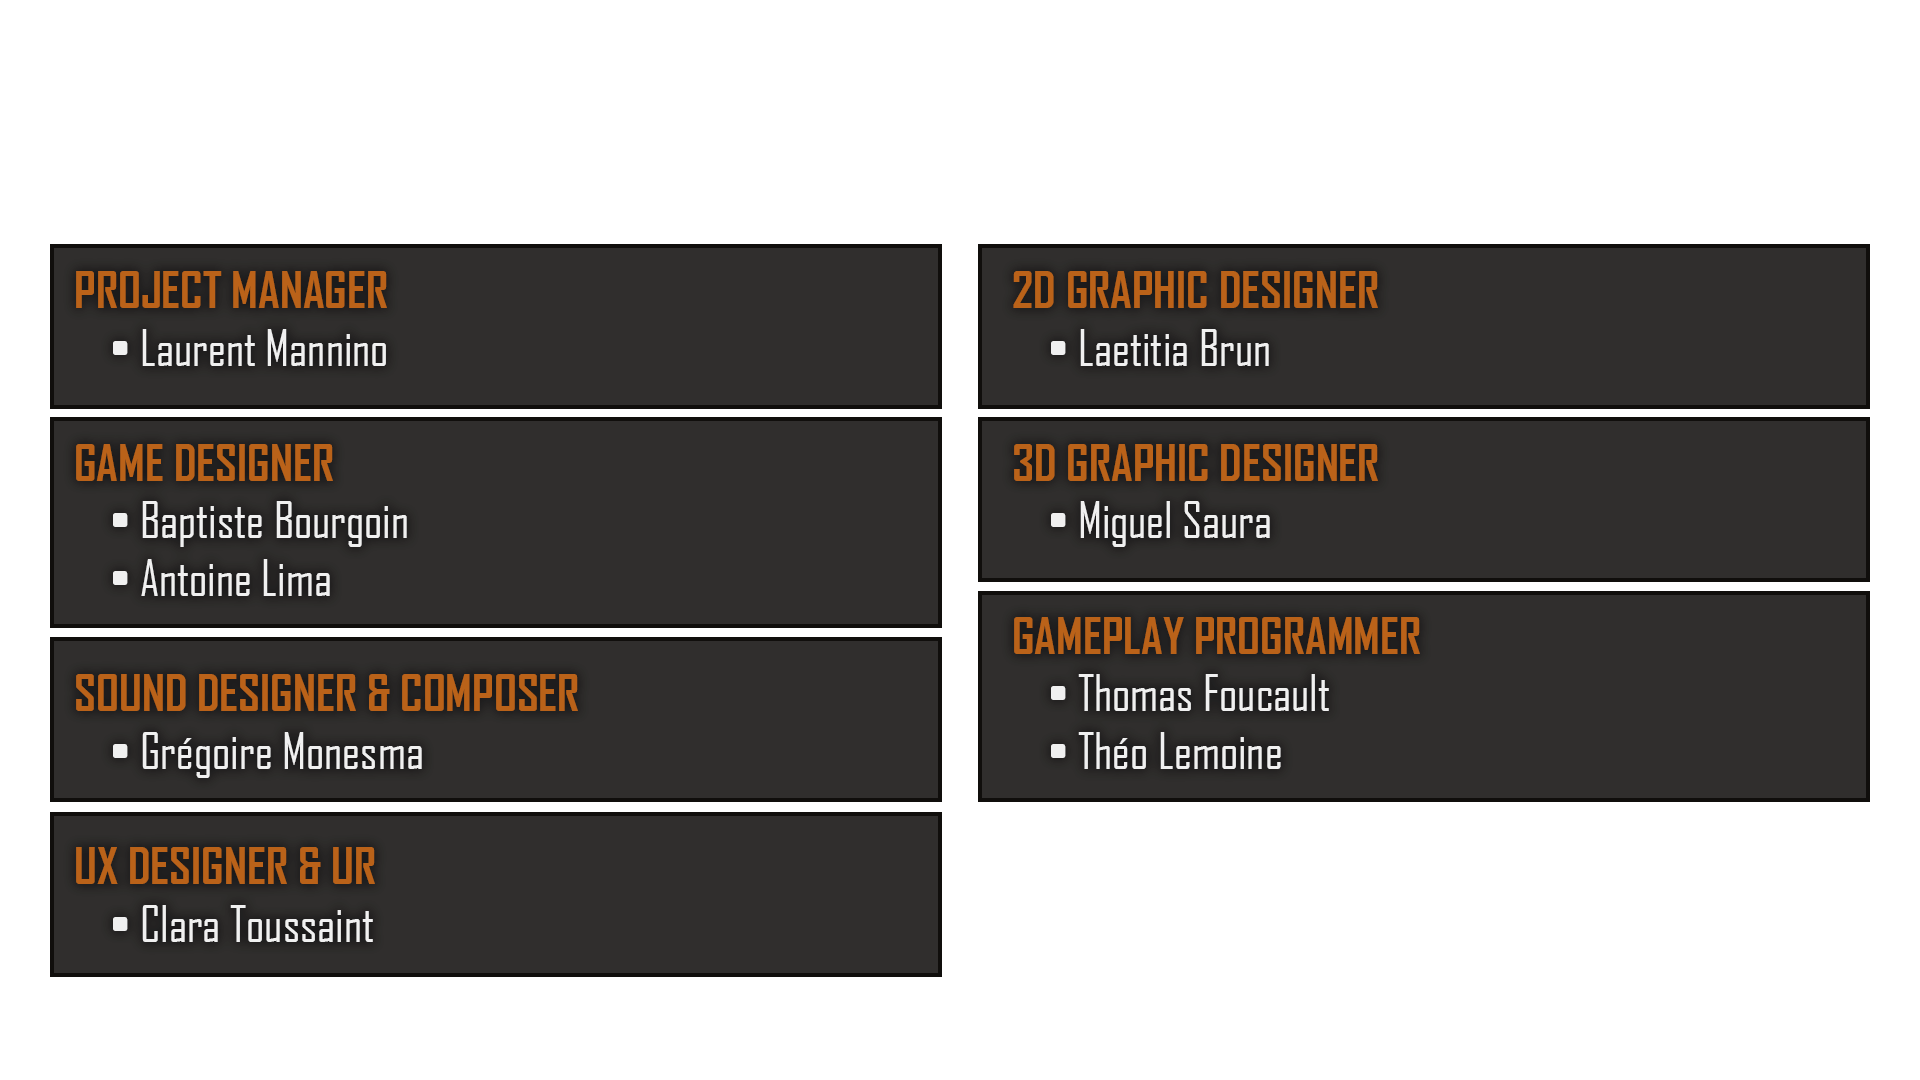 PROJECT MANAGER
▪ Laurent Mannino
GAME DESIGNER
▪ Baptiste Bourgoin
▪ Antoine Lima
SOUND DESIGNER & COMPOSER
▪ Grégoire Monesma
UX DESIGNER & UR
▪ Clara Toussaint
2D GRAPHIC DESIGNER
▪ Laetitia Brun
3D GRAPHIC DESIGNER
▪ Miguel Saura
GAMEPLAY PROGRAMMER
▪ Thomas Foucault
▪ Théo Lemoine